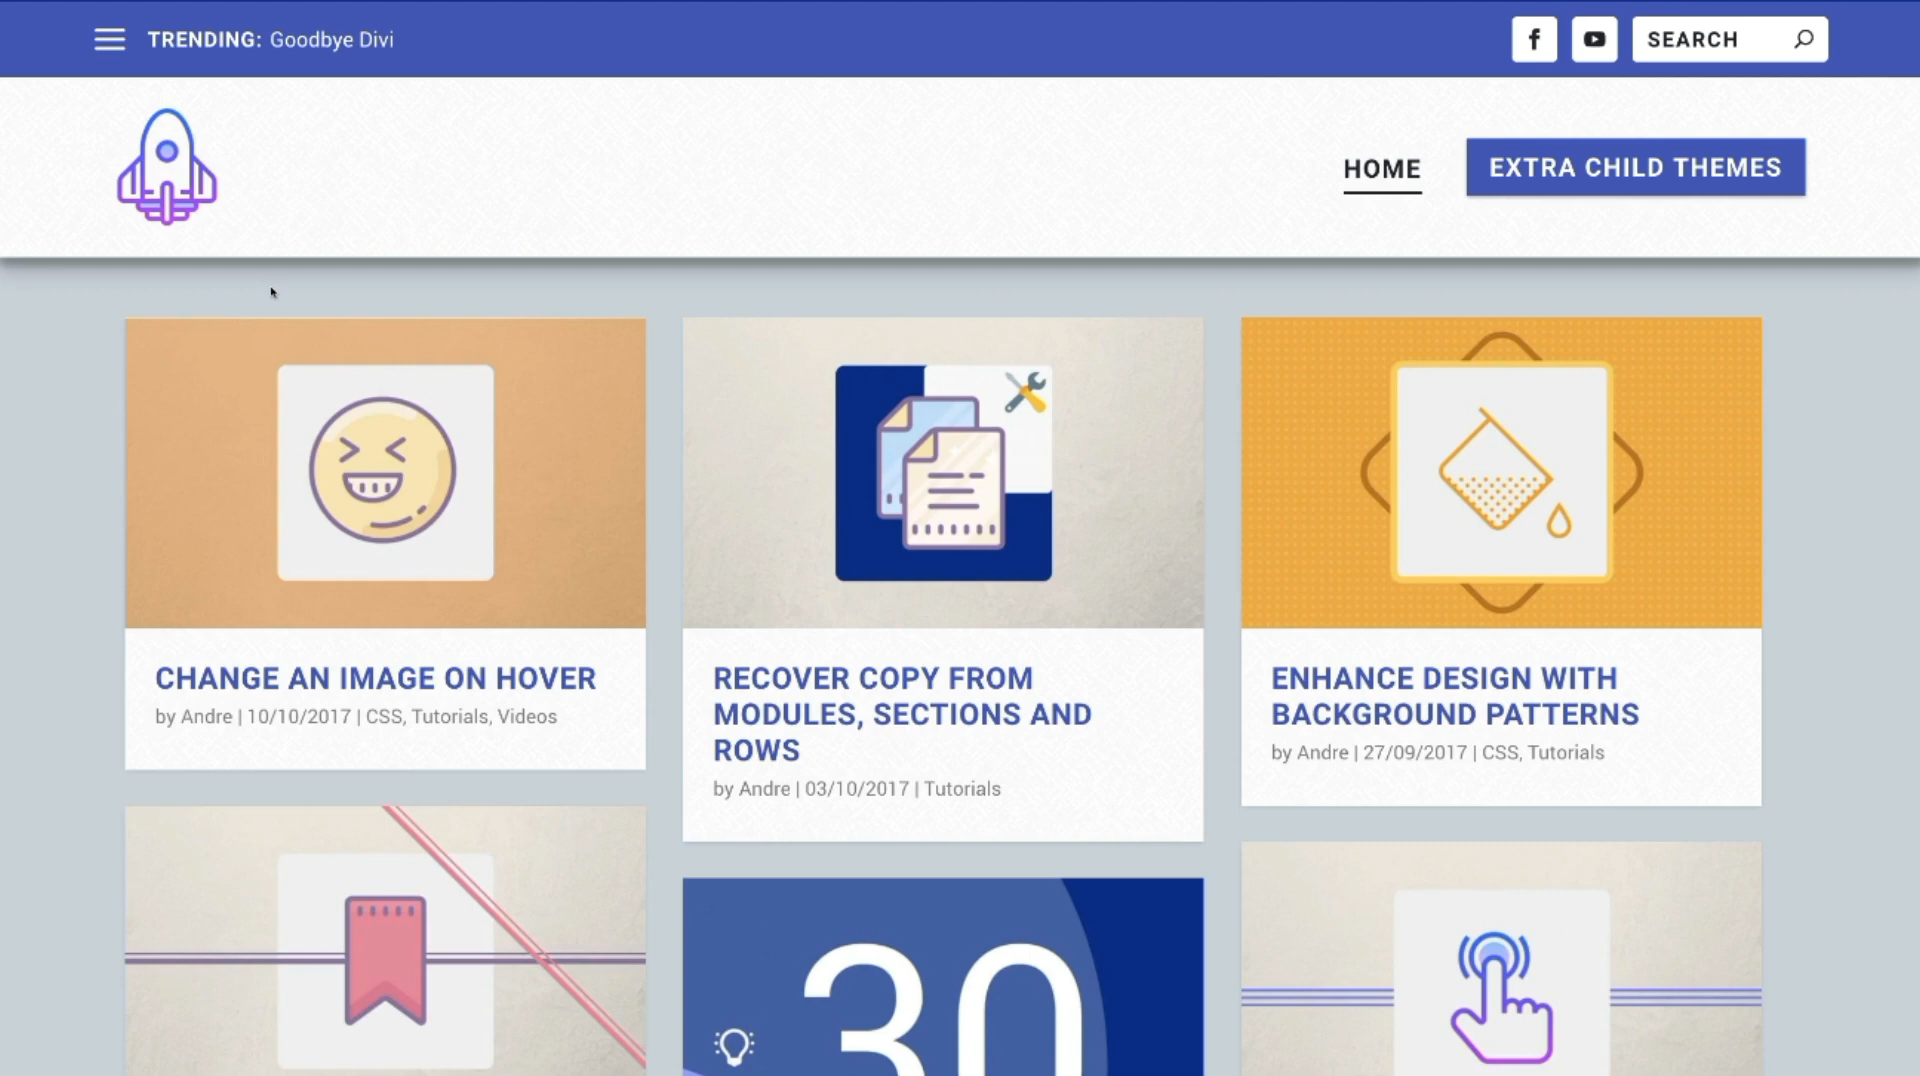 TRENDING: Goodbye Divi
SEARCH
HOME
EXTRA CHILD THEMES
CHANGE AN IMAGE ON HOVER
by Andre | 10/10/2017 | CSS, Tutorials, Videos
RECOVER COPY FROM
MODULES, SECTIONS AND
ROWS
by Andre | 03/10/2017 | Tutorials
ENHANCE DESIGN WITH
BACKGROUND PATTERNS
by Andre | 27/09/2017 | CSS, Tutorials
30